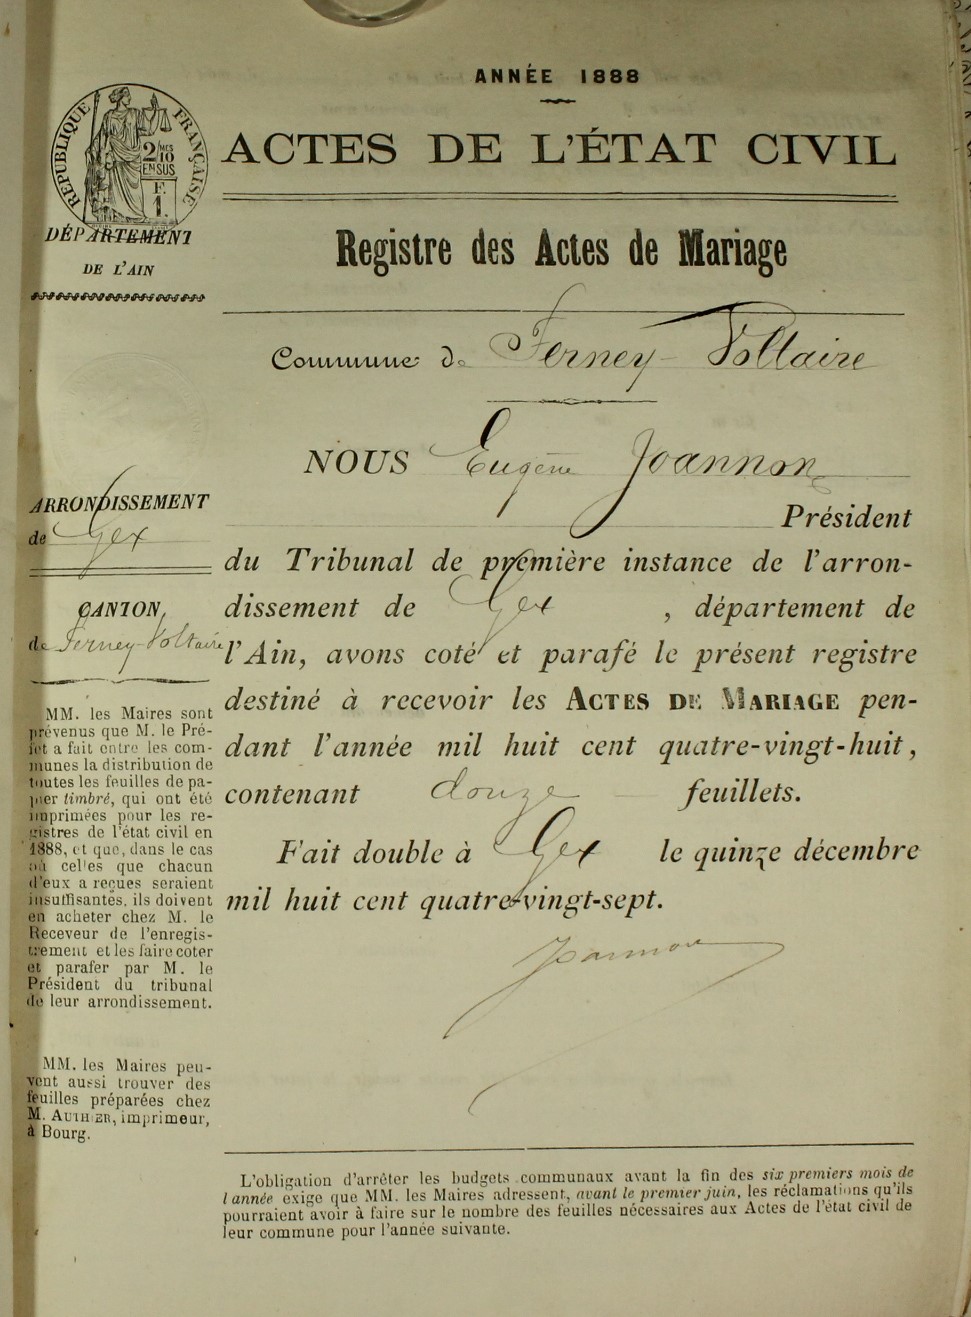 ANNÉE 1888
RÉPUBLIQUE FRANÇAISE
2/10 MES
EN SUS
F.
1.
ACTES DE L'ÉTAT CIVIL
DÉPARTEMENT
DE L'AIN
Registre des Actes de Mariage
Commune de Ferney-Voltaire
NOUS Eugène Joannon
Président
du Tribunal de première instance de l'arron-
dissement de Gex, département de
l'Ain, avons coté et parafé le présent registre
destiné à recevoir les ACTES DE MARIAGE pen-
dant l'année mil huit cent quatre-vingt-huit,
contenant douze feuillets.
Fait double à Gex le quinze décembre
mil huit cent quatre-vingt-sept.
Joannon
ARRONDISSEMENT
de Gex
CANTON
de Ferney-Voltaire
MM. les Maires sont
prévenus que M. le Pré-
fet a fait entre les com-
munes la distribution de
toutes les feuilles de pa-
pier timbré, qui ont été
imprimées pour les re-
gistres de l'état civil en
1888, et que, dans le cas
où celles que chacun
d'eux a reçues seraient
insuffisantes, ils doivent
en acheter chez M. le
Receveur de l'enregis-
trement et les faire coter
et parafer par M. le
Président du tribunal
de leur arrondissement.
MM. les Maires peu-
vent aussi trouver des
feuilles préparées chez
M. AUTHIER, imprimeur,
à Bourg.
L'obligation d'arrêter les budgets communaux avant la fin des six premiers mois de
l'année exige que MM. les Maires adressent, avant le premier juin, les réclamations qu'ils
pourraient avoir à faire sur le nombre des feuilles nécessaires aux Actes de l'état civil de
leur commune pour l'année suivante.